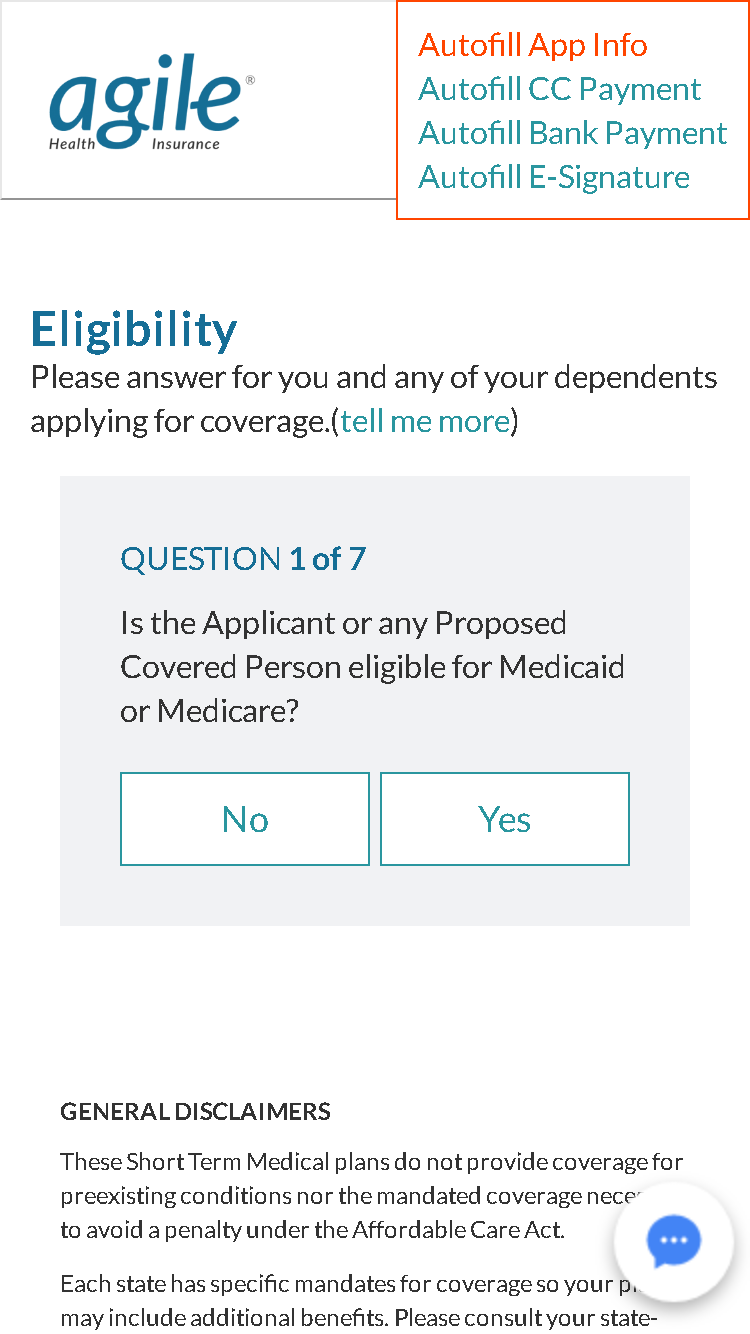 agile®
Health Insurance
Autofill App Info
Autofill CC Payment
Autofill Bank Payment
Autofill E-Signature
Eligibility
Please answer for you and any of your dependents
applying for coverage.(tell me more)
QUESTION 1 of 7
Is the Applicant or any Proposed
Covered Person eligible for Medicaid
or Medicare?
No Yes
GENERAL DISCLAIMERS
These Short Term Medical plans do not provide coverage for
preexisting conditions nor the mandated coverage
to avoid a penalty under the Affordable Care Act.
Each state has specific mandates for coverage so your
may include additional benefits. Please consult your state-